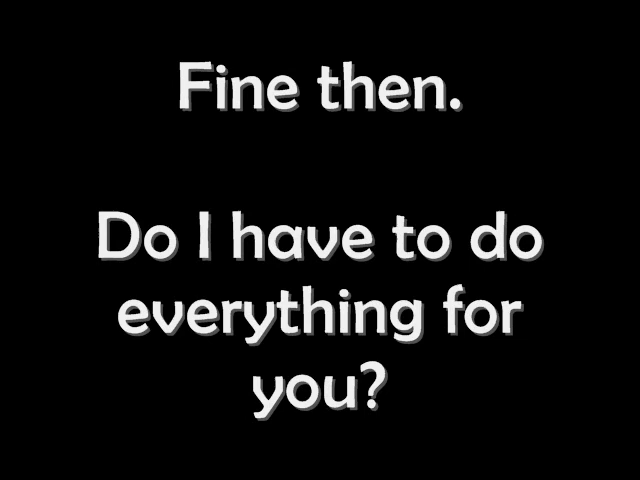 Fine then.
Do I have to do
everything for
you?